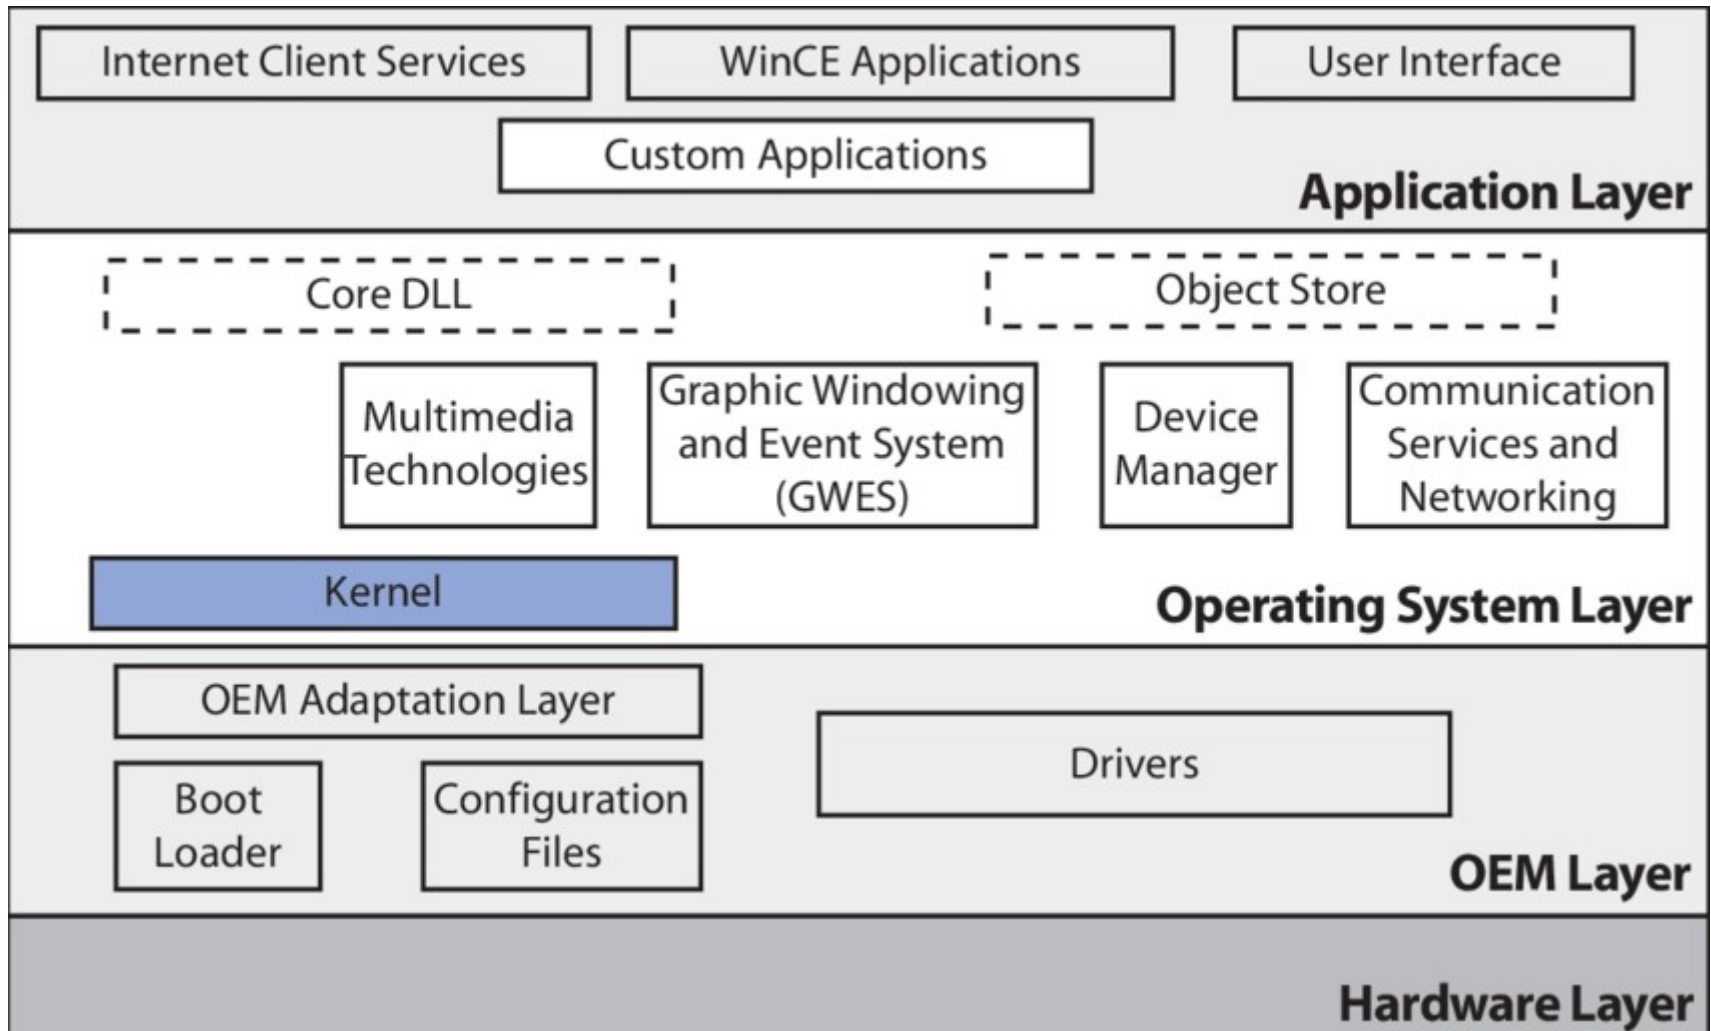 Internet Client Services
WinCE Applications
User Interface
Custom Applications
Application Layer
Core DLL
Object Store
Multimedia
Technologies
Graphic Windowing
and Event System
(GWES)
Device
Manager
Communication
Services and
Networking
Kernel
Operating System Layer
OEM Adaptation Layer
Boot
Loader
Configuration
Files
Drivers
OEM Layer
Hardware Layer